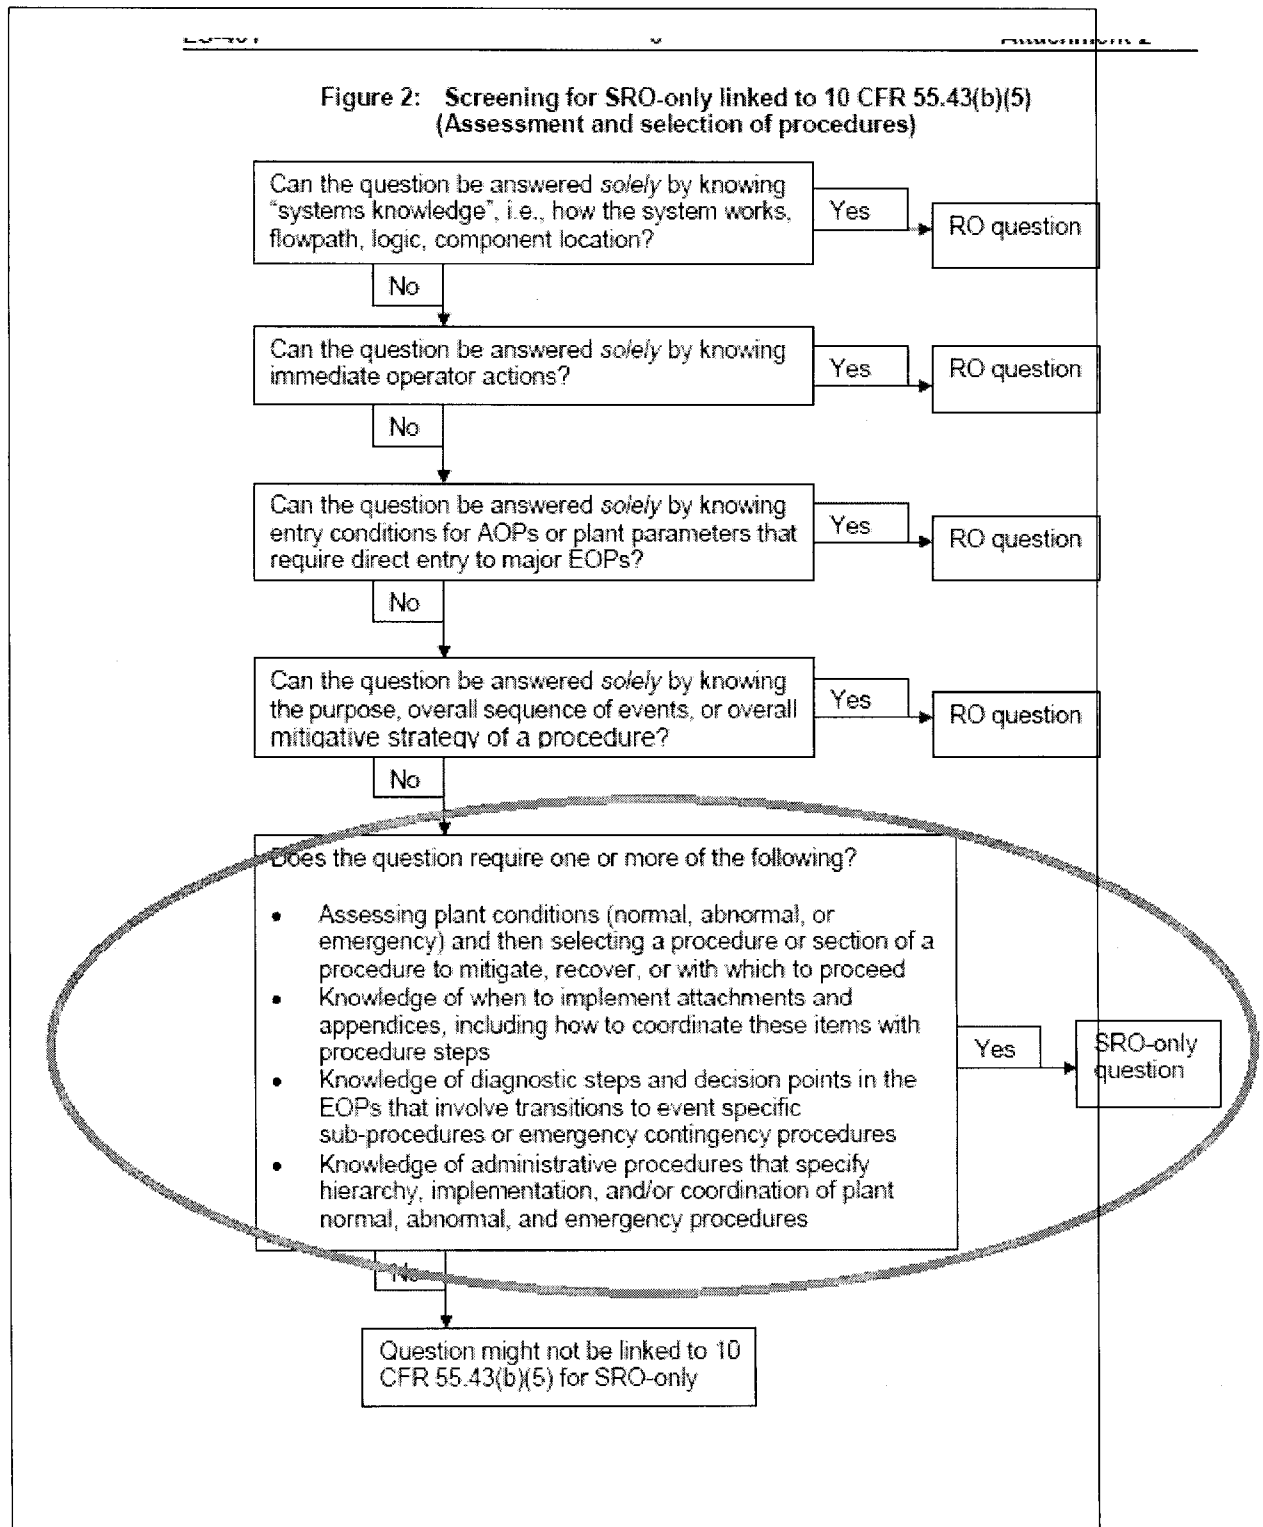 Figure 2: Screening for SRO-only linked to 10 CFR 55.43(b)(5)
(Assessment and selection of procedures)
Can the question be answered solely by knowing
"systems knowledge", i.e., how the system works,
flowpath, logic, component location?
Yes
RO question
No
Can the question be answered solely by knowing
immediate operator actions?
Yes
RO question
No
Can the question be answered solely by knowing
entry conditions for AOPs or plant parameters that
require direct entry to major EOPs?
Yes
RO question
No
Can the question be answered solely by knowing
the purpose, overall sequence of events, or overall
mitigative strategy of a procedure?
Yes
RO question
No
Does the question require one or more of the following?
• Assessing plant conditions (normal, abnormal, or
emergency) and then selecting a procedure or section of a
procedure to mitigate, recover, or with which to proceed
• Knowledge of when to implement attachments and
appendices, including how to coordinate these items with
procedure steps
• Knowledge of diagnostic steps and decision points in the
EOPs that involve transitions to event specific
sub-procedures or emergency contingency procedures
• Knowledge of administrative procedures that specify
hierarchy, implementation, and/or coordination of plant
normal, abnormal, and emergency procedures
Yes
SRO-only
question
No
Question might not be linked to 10
CFR 55.43(b)(5) for SRO-only